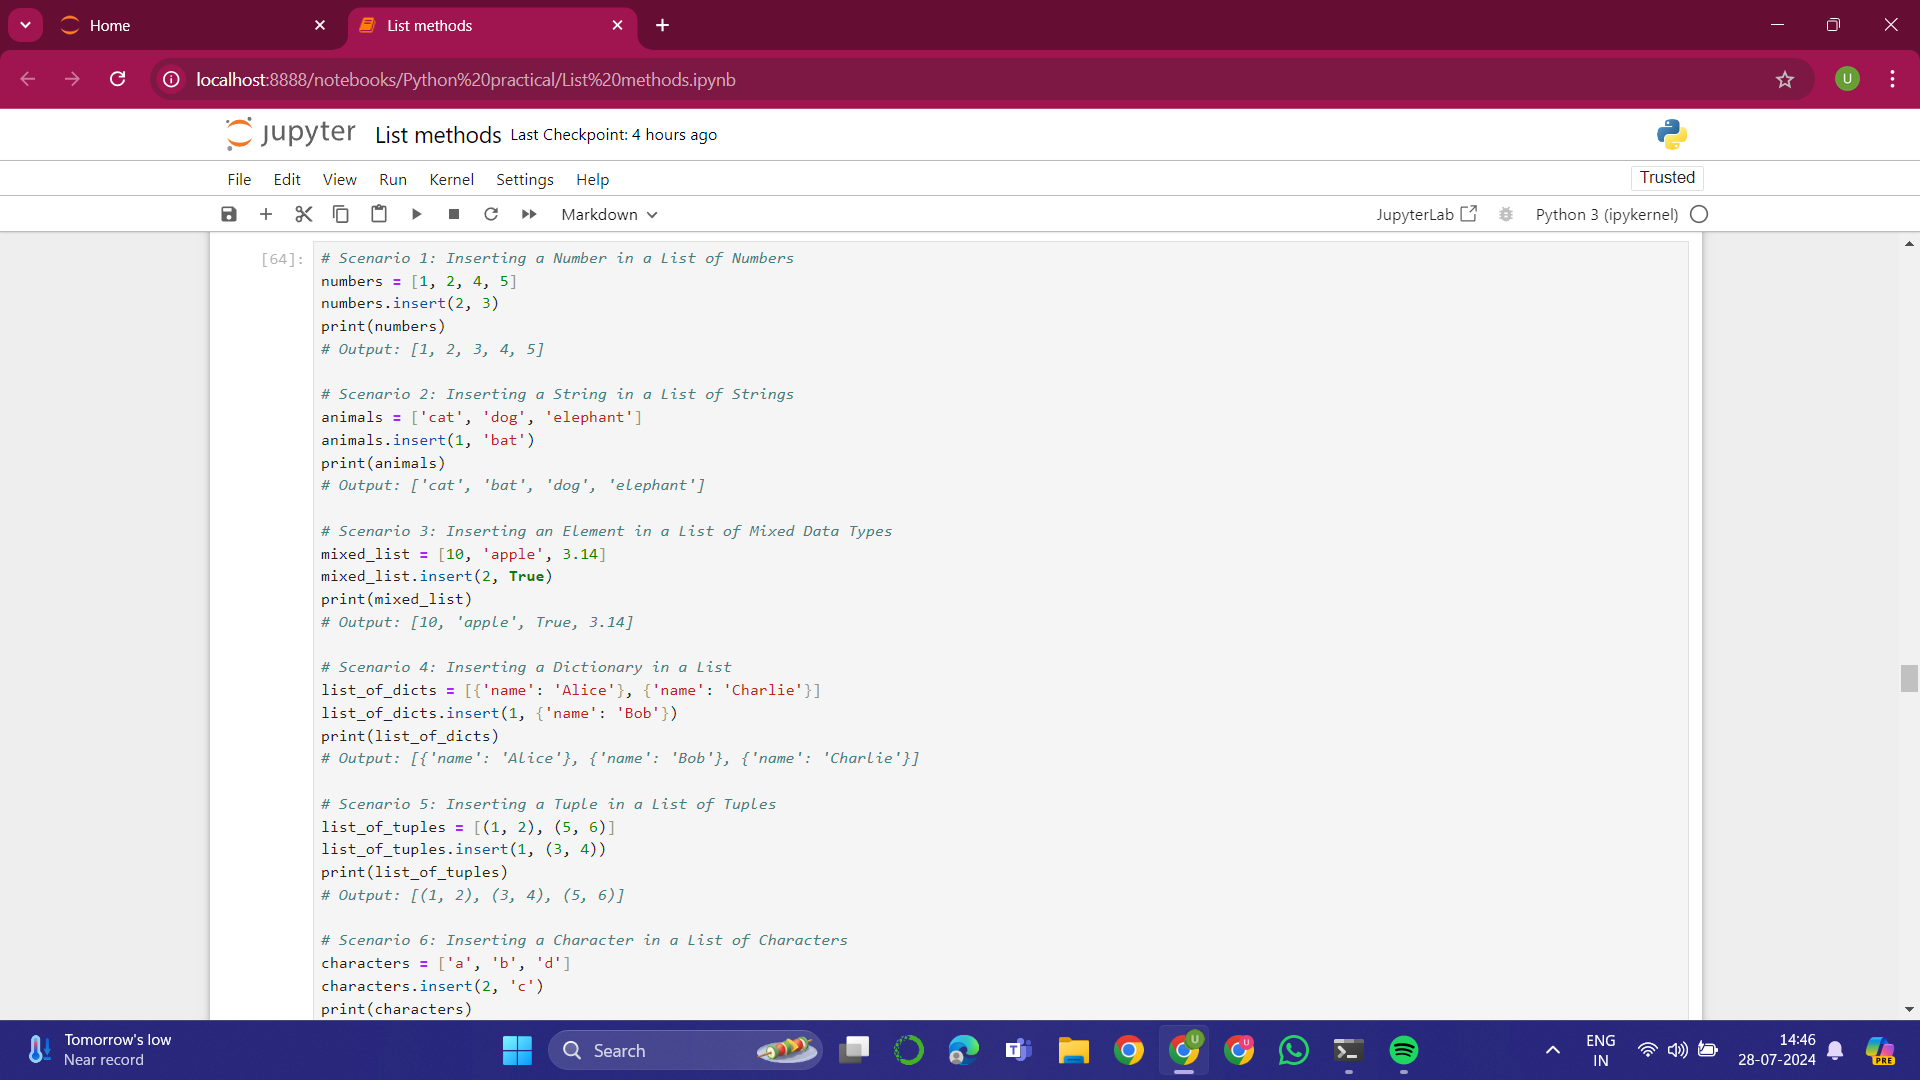 Home
List methods
localhost:8888/notebooks/Python%20practical/List%20methods.ipynb
U
jupyter List methods Last Checkpoint: 4 hours ago
File Edit View Run Kernel Settings Help
Trusted
Markdown
JupyterLab
Python 3 (ipykernel)
[64]:
# Scenario 1: Inserting a Number in a List of Numbers
numbers = [1, 2, 4, 5]
numbers.insert(2, 3)
print(numbers)
# Output: [1, 2, 3, 4, 5]
# Scenario 2: Inserting a String in a List of Strings
animals = ['cat', 'dog', 'elephant']
animals.insert(1, 'bat')
print(animals)
# Output: ['cat', 'bat', 'dog', 'elephant']
# Scenario 3: Inserting an Element in a List of Mixed Data Types
mixed_list = [10, 'apple', 3.14]
mixed_list.insert(2, True)
print(mixed_list)
# Output: [10, 'apple', True, 3.14]
# Scenario 4: Inserting a Dictionary in a List
list_of_dicts = [{'name': 'Alice'}, {'name': 'Charlie'}]
list_of_dicts.insert(1, {'name': 'Bob'})
print(list_of_dicts)
# Output: [{'name': 'Alice'}, {'name': 'Bob'}, {'name': 'Charlie'}]
# Scenario 5: Inserting a Tuple in a List of Tuples
list_of_tuples = [(1, 2), (5, 6)]
list_of_tuples.insert(1, (3, 4))
print(list_of_tuples)
# Output: [(1, 2), (3, 4), (5, 6)]
# Scenario 6: Inserting a Character in a List of Characters
characters = ['a', 'b', 'd']
characters.insert(2, 'c')
print(characters)
Tomorrow's low
Near record
Search
ENG
IN
14:46
28-07-2024
PRE